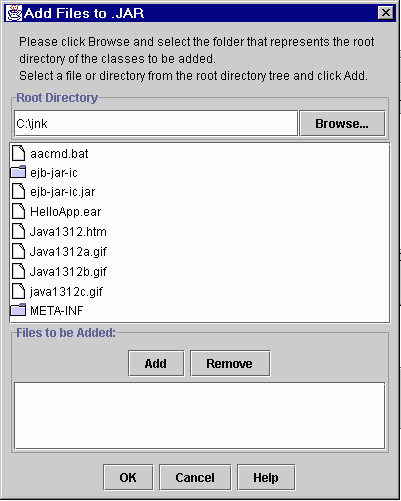 Add Files to .JAR
Please click Browse and select the folder that represents the root
directory of the classes to be added.
Select a file or directory from the root directory tree and click Add.
Root Directory
C:\jnk
Browse...
aacmd.bat
ejb-jar-ic
ejb-jar-ic.jar
HelloApp.ear
Java1312.htm
Java1312a.gif
Java1312b.gif
java1312c.gif
META-INF
Files to be Added:
Add
Remove
OK
Cancel
Help